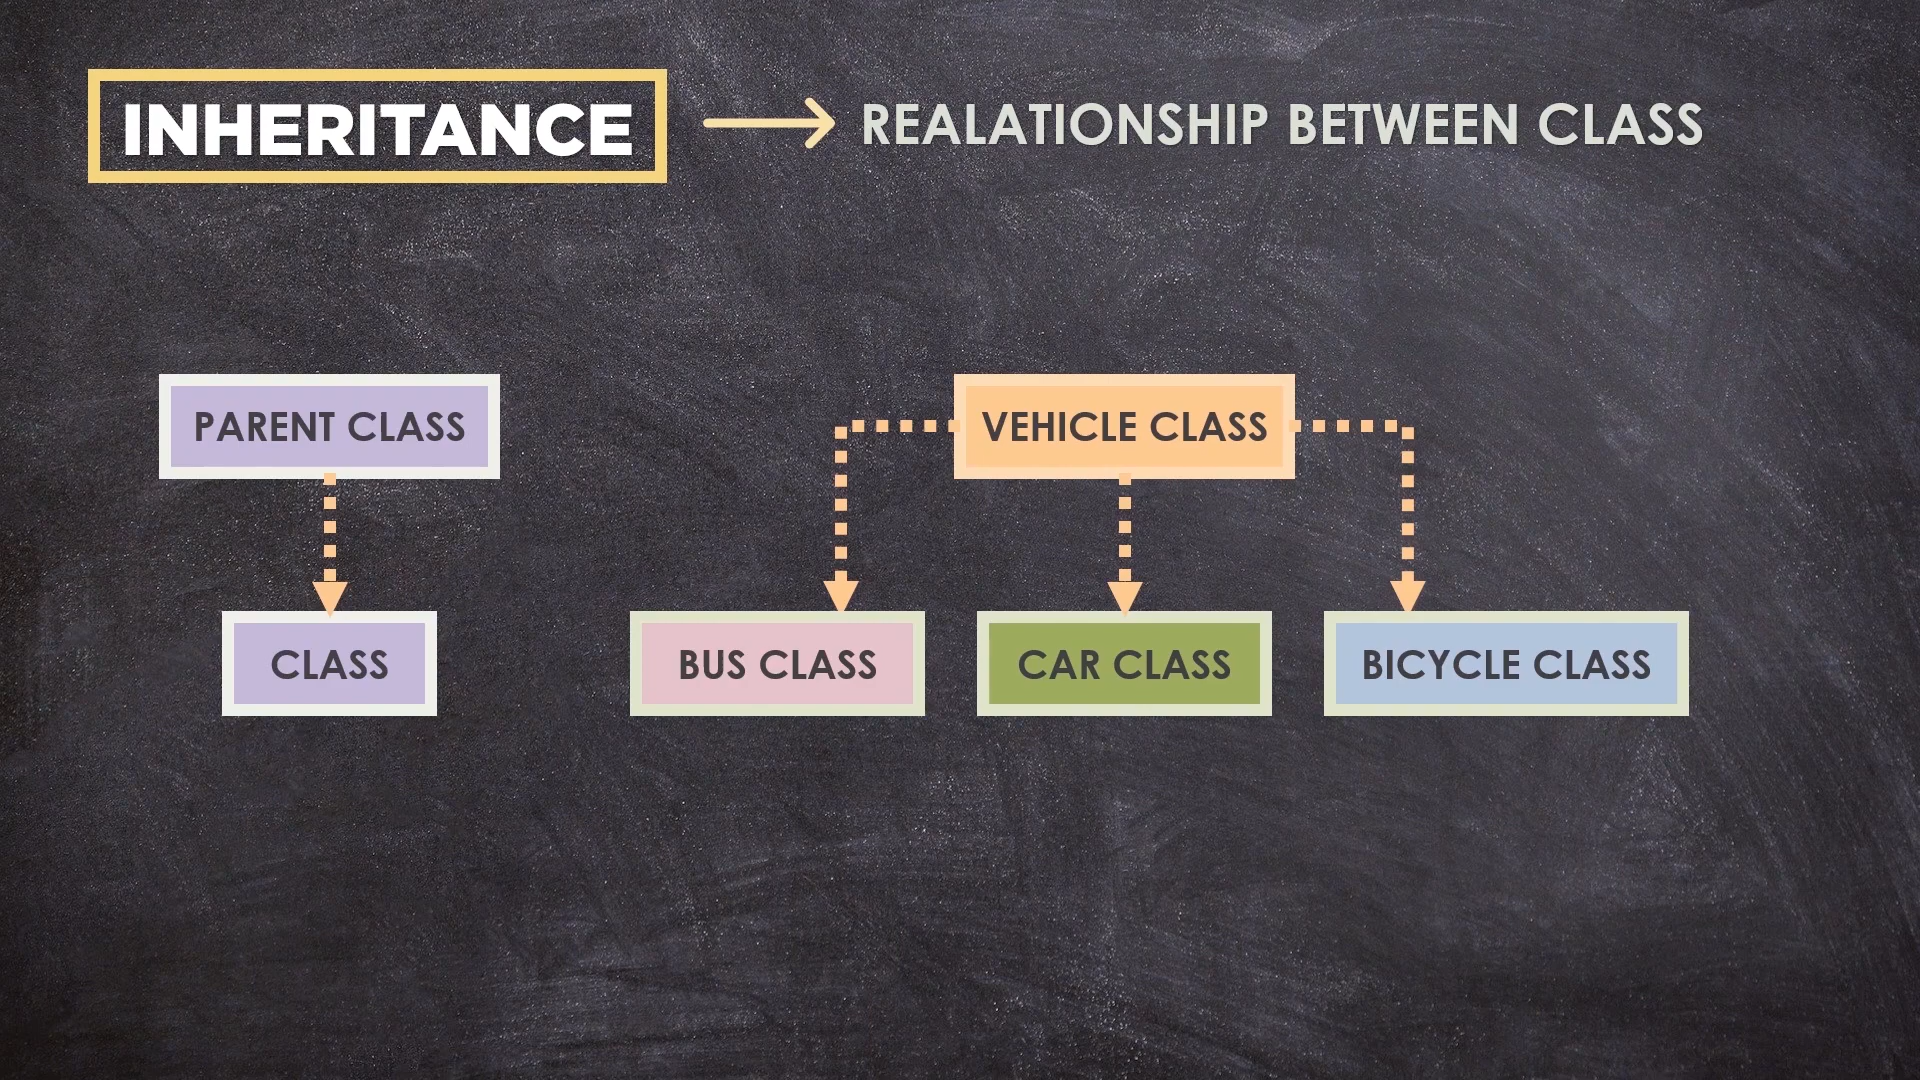 INHERITANCE
REALATIONSHIP BETWEEN CLASS
PARENT CLASS
VEHICLE CLASS
CLASS
BUS CLASS
CAR CLASS
BICYCLE CLASS